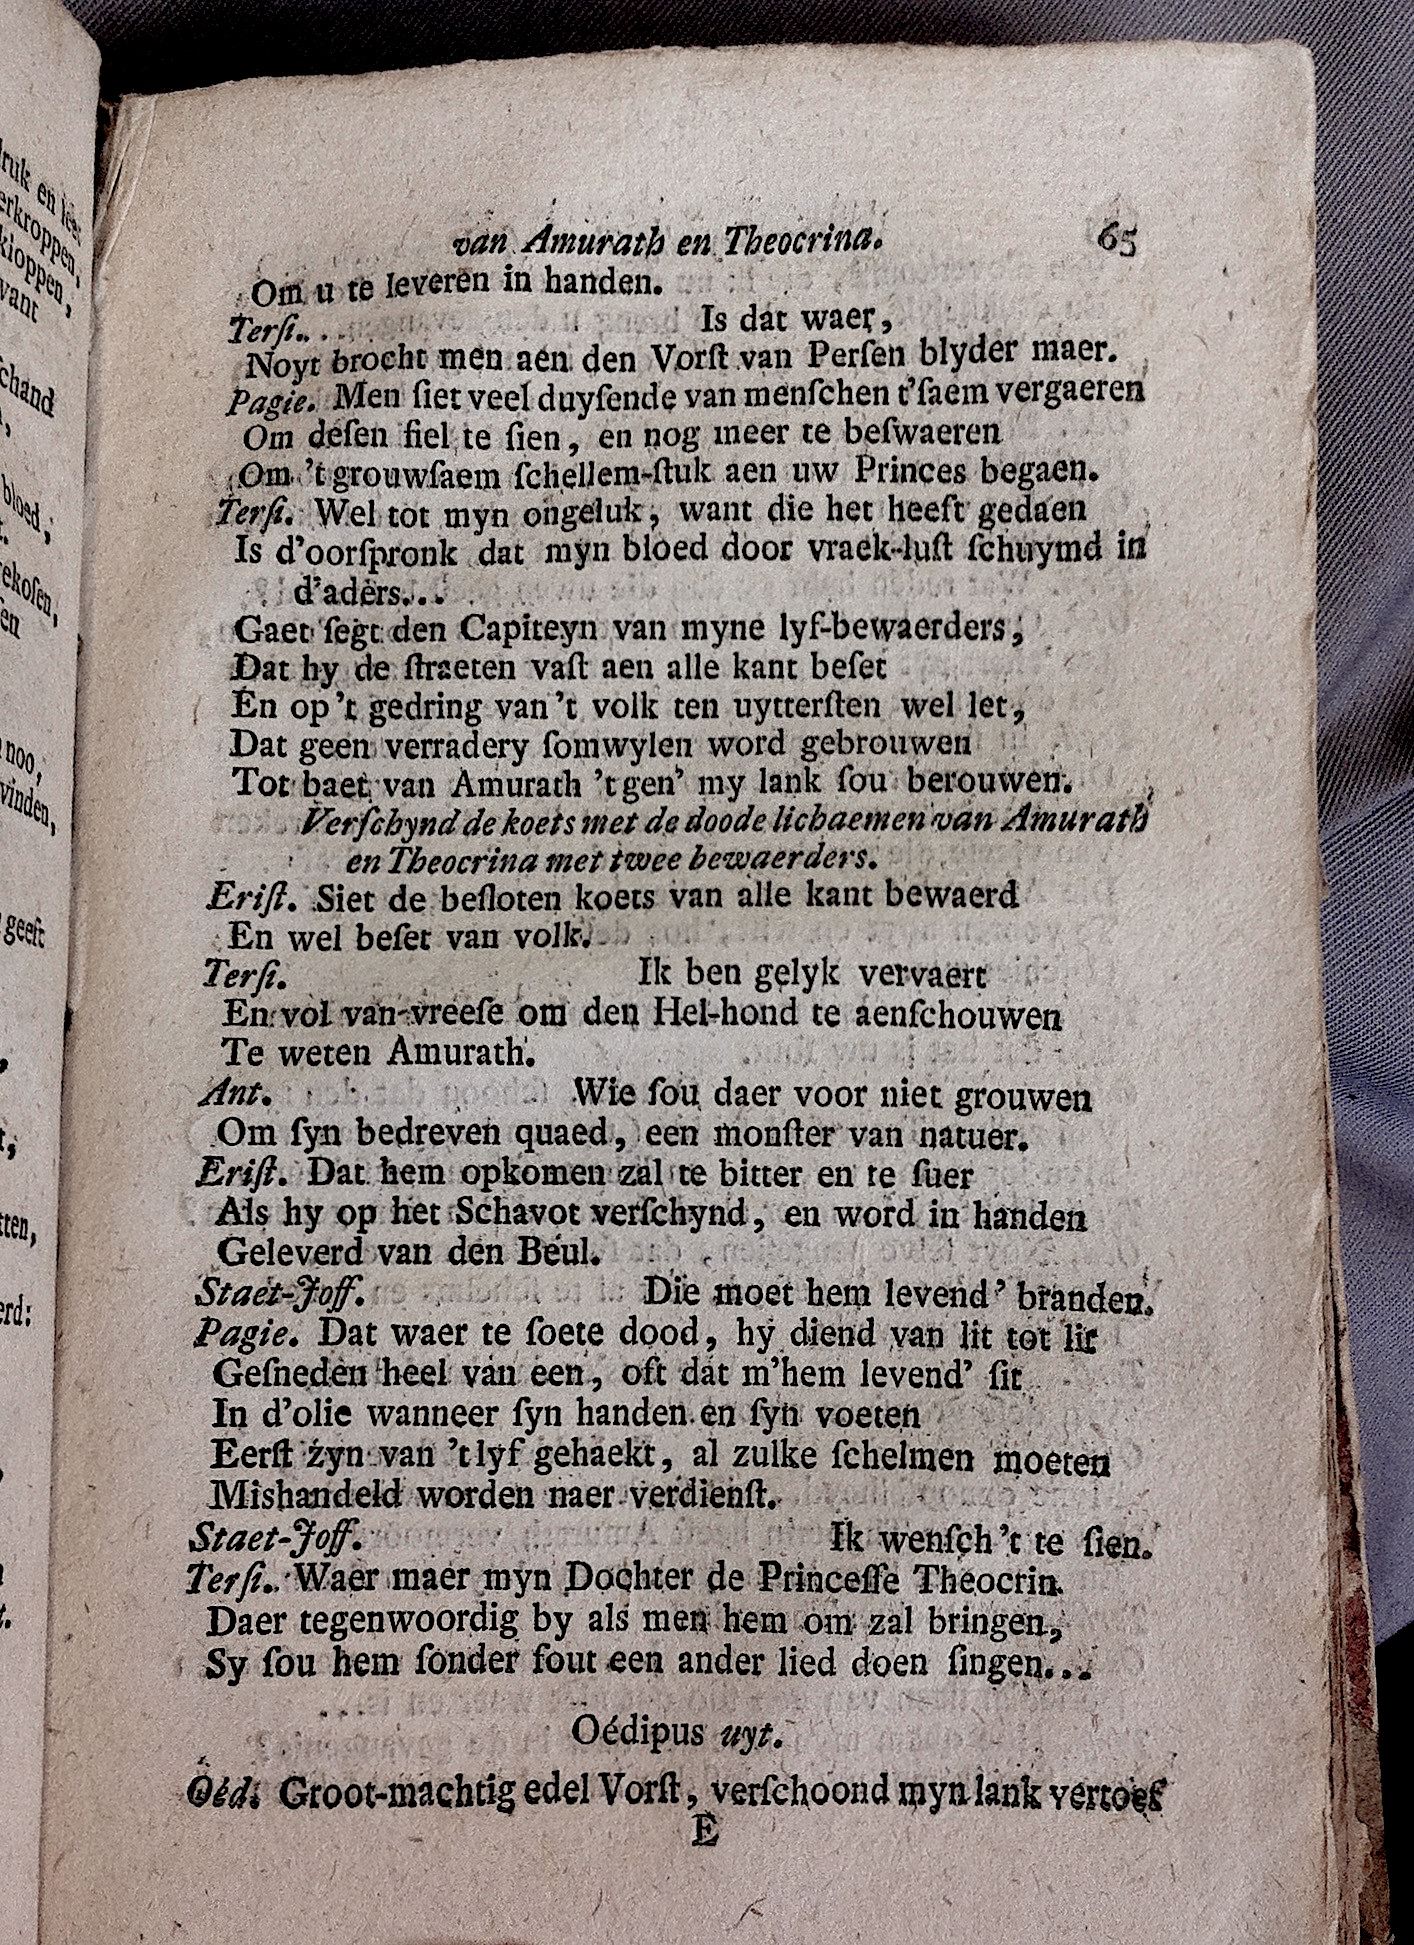 van Amurath en Theocrina. 65
Om u te leveren in handen.
Terſi... Is dat waer,
Noyt brocht men aen den Vorſt van Perſen blyder maer.
Pagie. Men ſiet veel duyſende van menſchen t'ſaem vergaeren
Om deſen fiel te ſien, en nog meer te beſwaeren
Om 't grouwſaem ſchellem-ſtuk aen uw Princes begaen.
Terſi. Wel tot myn ongeluk, want die het heeft gedaen
Is d'oorſpronk dat myn bloed door vraek-luſt ſchuymd in
d'aders...
Gaet ſegt den Capiteyn van myne lyf-bewaerders,
Dat hy de ſtraeten vaſt aen alle kant beſet
En op 't gedring van 't volk ten uytterſten wel let,
Dat geen verradery ſomwylen word gebrouwen
Tot baet van Amurath 't gen' my lank ſou berouwen.
Verſchynd de koets met de doode lichaemen van Amurath
en Theocrina met twee bewaerders.
Eriſt. Siet de beſloten koets van alle kant bewaerd
En wel beſet van volk.
Terſi. Ik ben gelyk vervaert
En vol van vreeſe om den Hel-hond te aenſchouwen
Te weten Amurath.
Ant. Wie ſou daer voor niet grouwen
Om ſyn bedreven quaed, een monſter van natuer.
Eriſt. Dat hem opkomen zal te bitter en te ſuer
Als hy op het Schavot verſchynd, en word in handen
Geleverd van den Beul.
Staet-Joff. Die moet hem levend' branden.
Pagie. Dat waer te ſoete dood, hy diend van lit tot lit
Geſneden heel van een, oft dat m'hem levend' ſit
In d'olie wanneer ſyn handen en ſyn voeten
Eerſt zyn van 't lyf gehaekt, al zulke ſchelmen moeten
Mishandeld worden naer verdienſt.
Staet-Joff. Ik wenſch 't te ſien.
Terſi. Waer maer myn Dochter de Princeſſe Theocrin
Daer tegenwoordig by als men hem om zal bringen,
Sy ſou hem ſonder fout een ander lied doen ſingen...
Oédipus uyt.
Oéd. Groot-machtig edel Vorſt, verſchoond myn lank vertoef
E